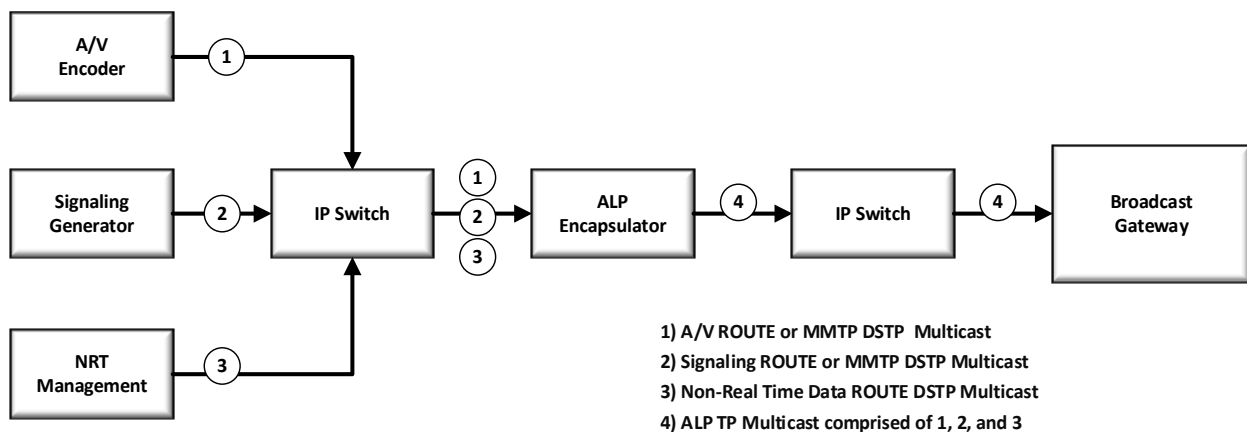 A/V
Encoder
1
Signaling
Generator
2
NRT
Management
3
IP Switch
1
2
3
ALP
Encapsulator
4
IP Switch
4
Broadcast
Gateway
1) A/V ROUTE or MMTP DSTP  Multicast
2) Signaling ROUTE or MMTP DSTP Multicast
3) Non-Real Time Data ROUTE DSTP Multicast
4) ALP TP Multicast comprised of 1, 2, and 3